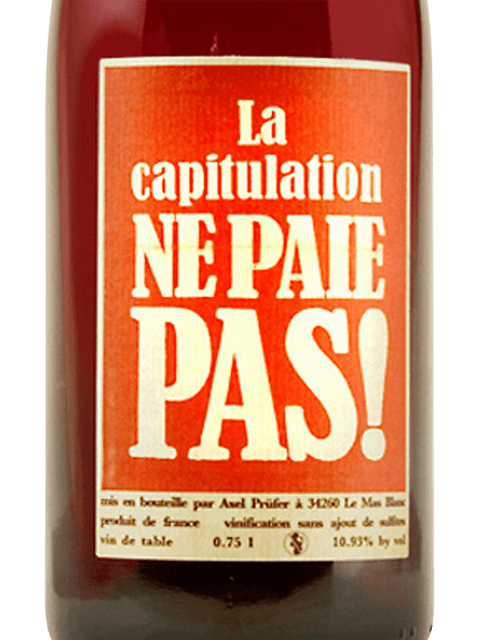 La
capitulation
NE PAIE
PAS!
mis en bouteille par Axel Prüfer à 34260 Le Mas Blanc
produit de france vinification sans ajout de sulfites
vin de table 0.75 l 10.93% by vol